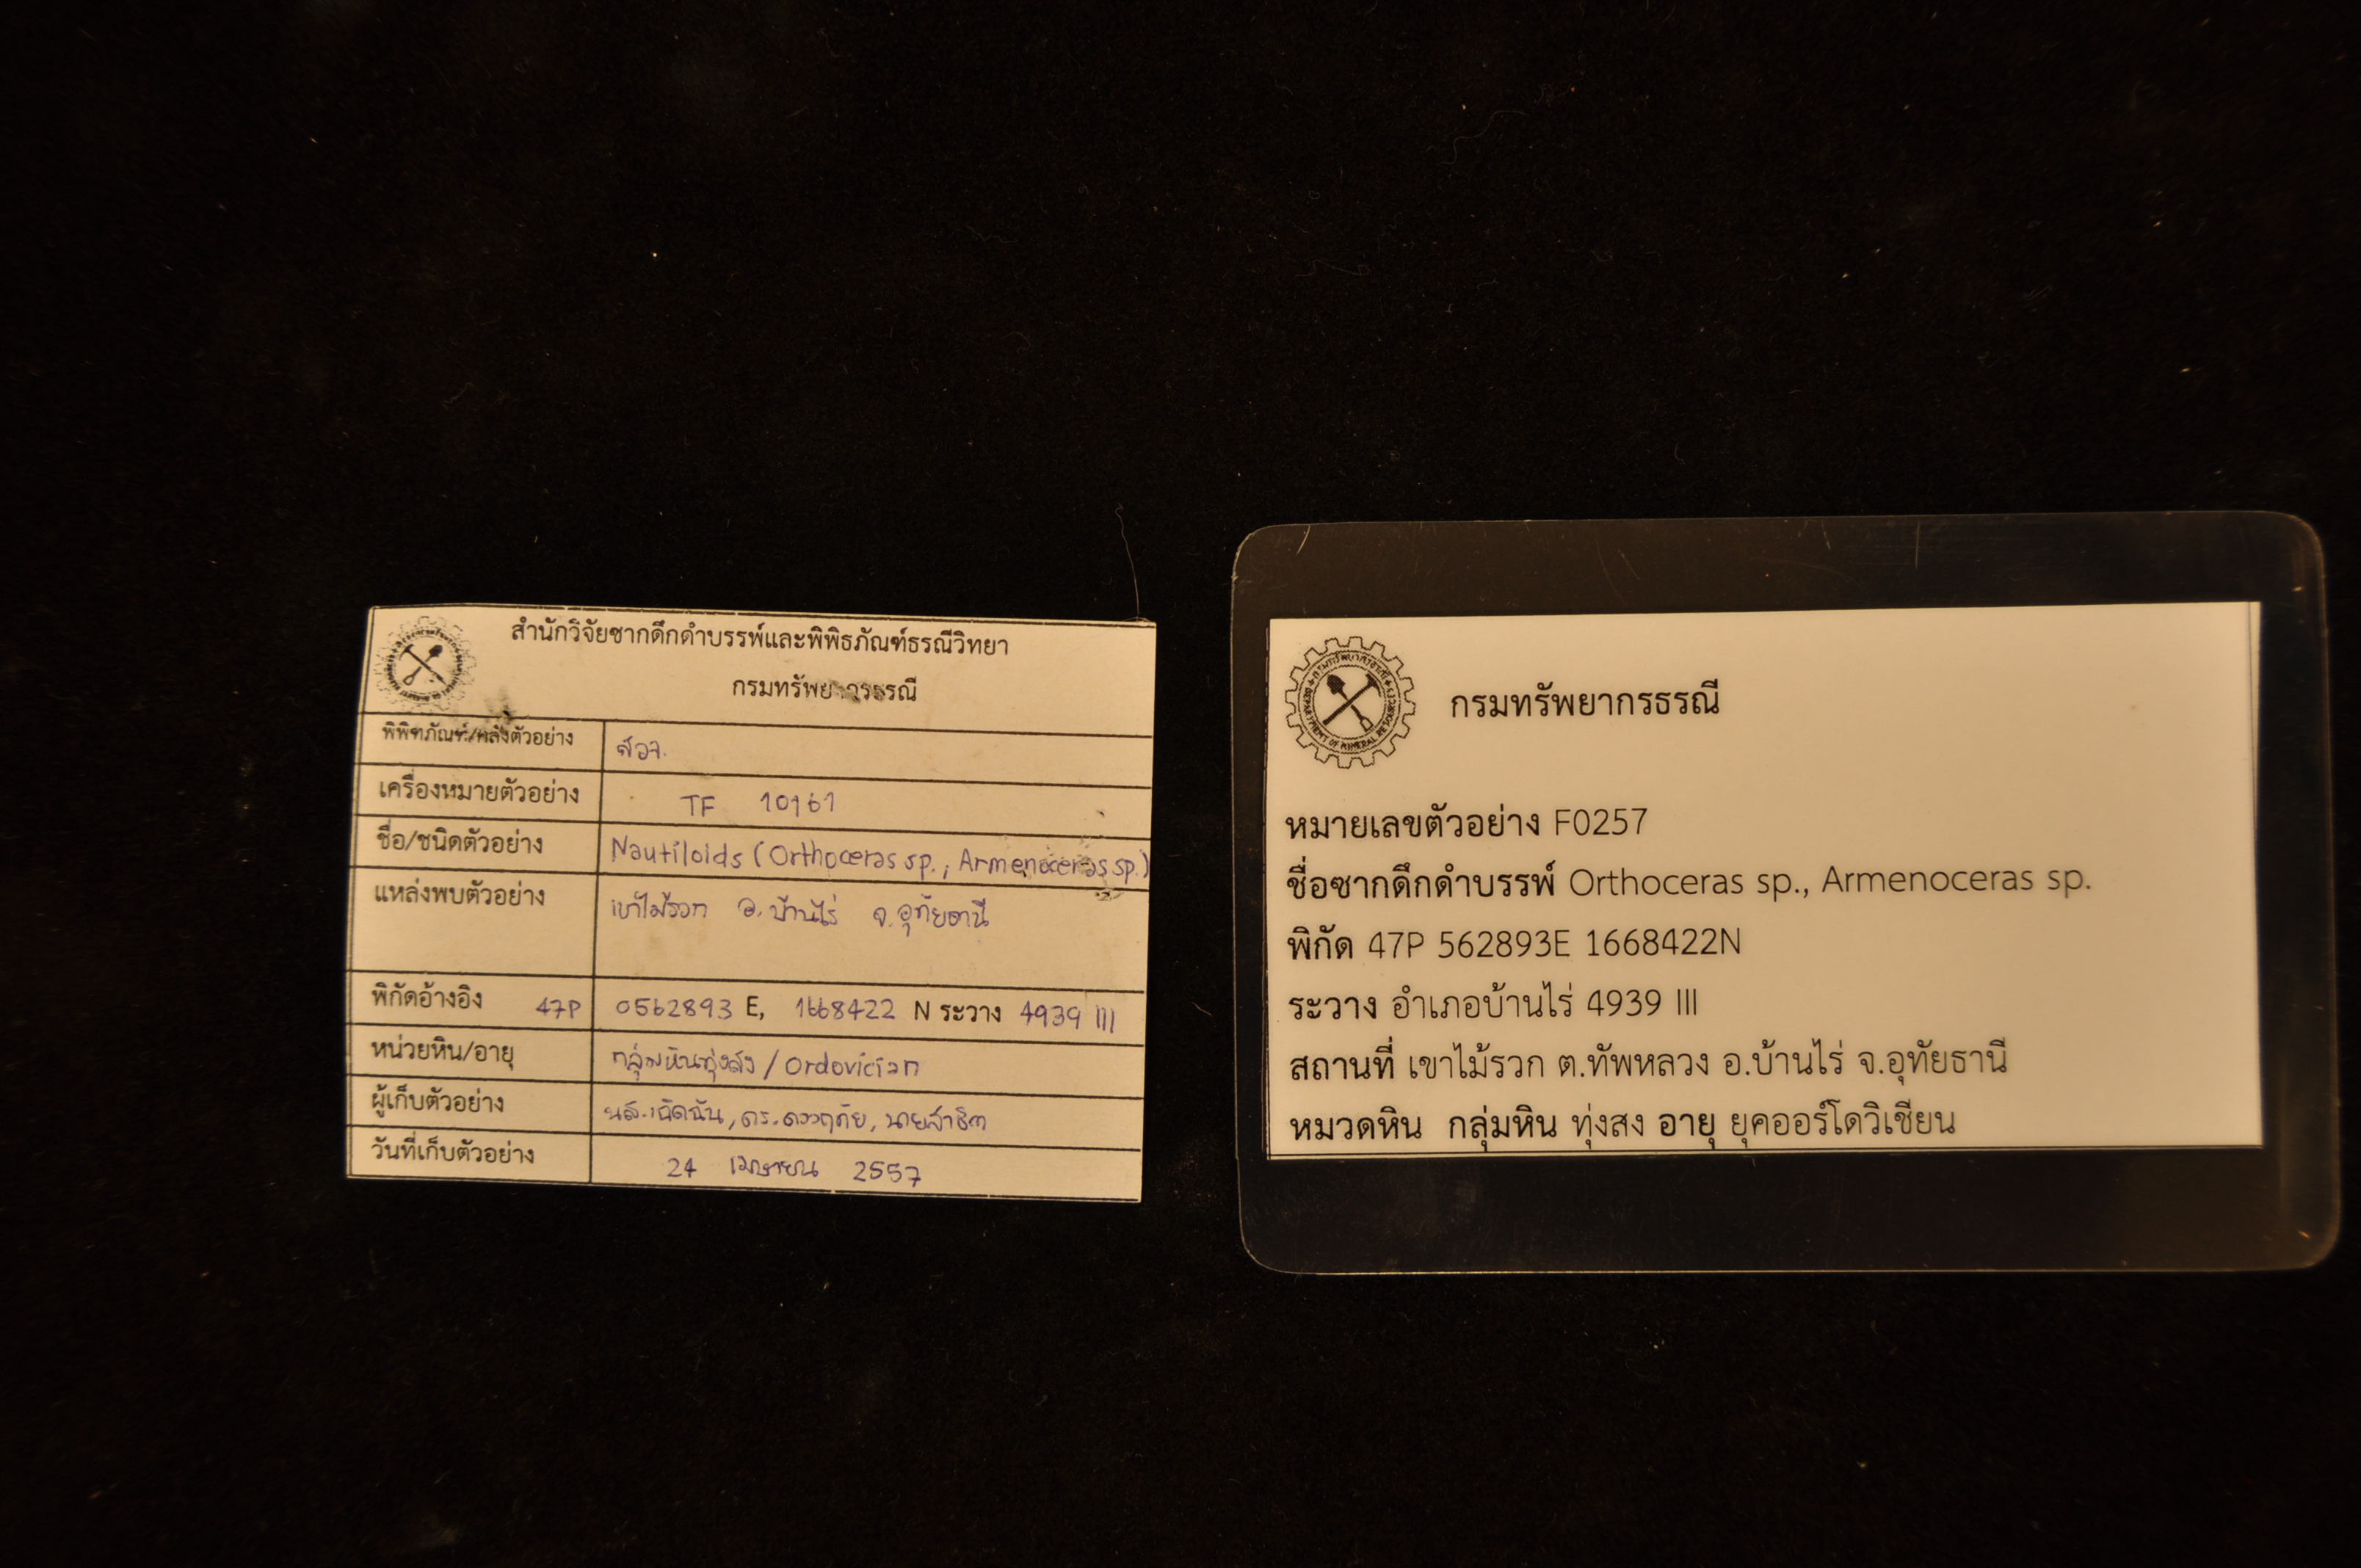 สำนักวิจัยซากดึกดำบรรพ์และพิพิธภัณฑ์ธรณีวิทยา
กรมทรัพยากรธรณี
พิพิทภัณฑ์/คลังตัวอย่าง
เครื่องหมายตัวอย่าง TF 10161
ชื่อ/ชนิดตัวอย่าง Nautiloids (Orthoceras sp., Armenoceras sp.)
แหล่งพบตัวอย่าง เขาไม้รวก อ.บ้านไร่ จ.อุทัยธานี
พิกัดอ้างอิง 47P 0562893 E, 1668422 N ระวาง 4939 III
หน่วยหิน/อายุ กลุ่มหินทุ่งสง / Ordovician
ผู้เก็บตัวอย่าง
วันที่เก็บตัวอย่าง 24 เมษายน 2557
กรมทรัพยากรธรณี
หมายเลขตัวอย่าง F0257
ชื่อซากดึกดำบรรพ์ Orthoceras sp., Armenoceras sp.
พิกัด 47P 562893E 1668422N
ระวาง อำเภอบ้านไร่ 4939 III
สถานที่ เขาไม้รวก ต.ทัพหลวง อ.บ้านไร่ จ.อุทัยธานี
หมวดหิน กลุ่มหิน ทุ่งสง อายุ ยุคออร์โดวิเชียน